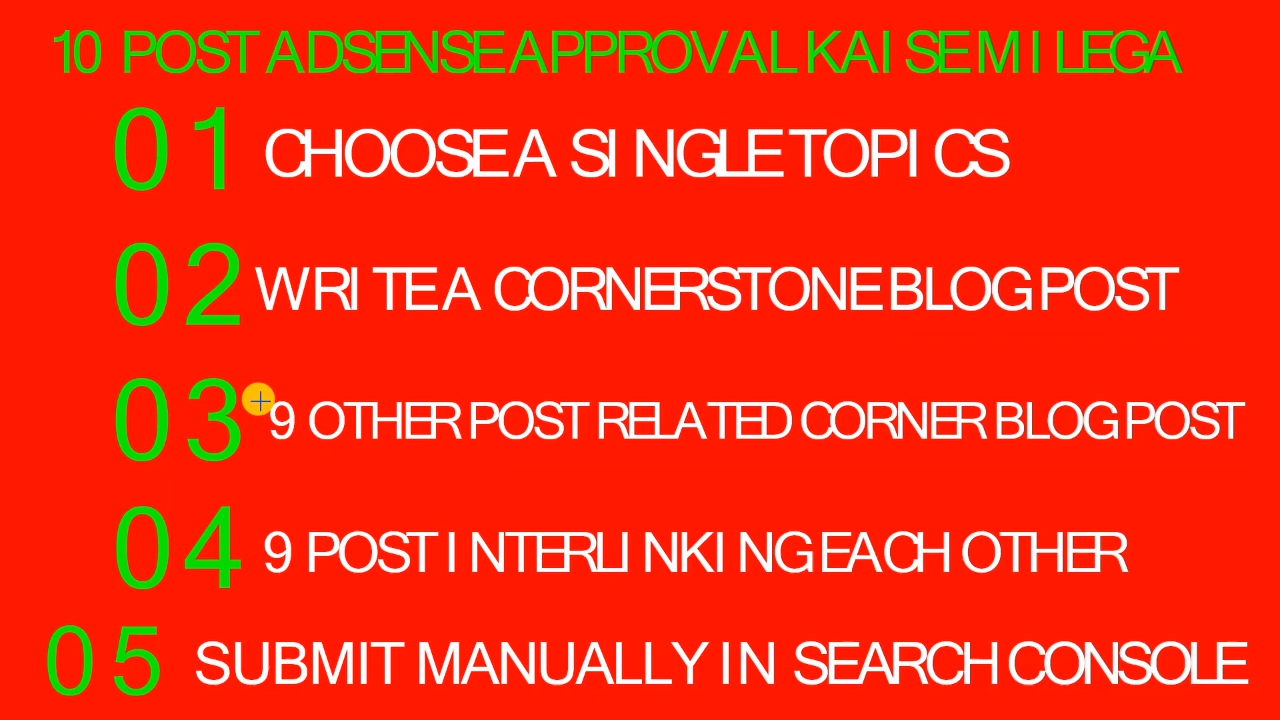 10 POST ADSENSE APPROVAL KAISE MILEGA
01 CHOOSE A SINGLE TOPICS
02 WRITE A CORNERSTONE BLOG POST
03 9 OTHER POST RELATED CORNER BLOG POST
04 9 POST INTERLINKING EACH OTHER
05 SUBMIT MANUALLY IN SEARCH CONSOLE